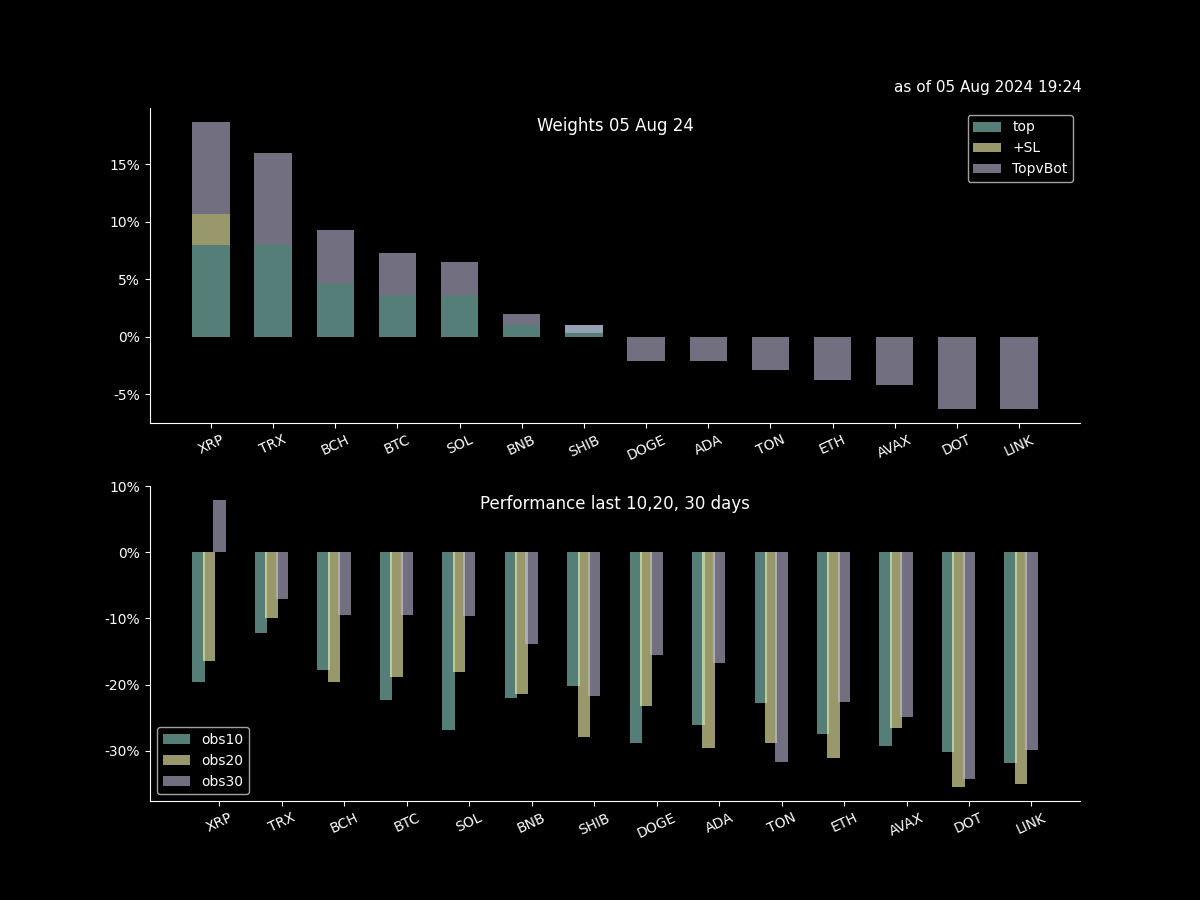 as of 05 Aug 2024 19:24
Weights 05 Aug 24
top
+SL
TopvBot
15%
10%
5%
0%
-5%
XRP TRX BCH BTC SOL BNB SHIB DOGE ADA TON ETH AVAX DOT LINK
Performance last 10,20, 30 days
10%
0%
-10%
-20%
-30%
obs10
obs20
obs30
XRP TRX BCH BTC SOL BNB SHIB DOGE ADA TON ETH AVAX DOT LINK